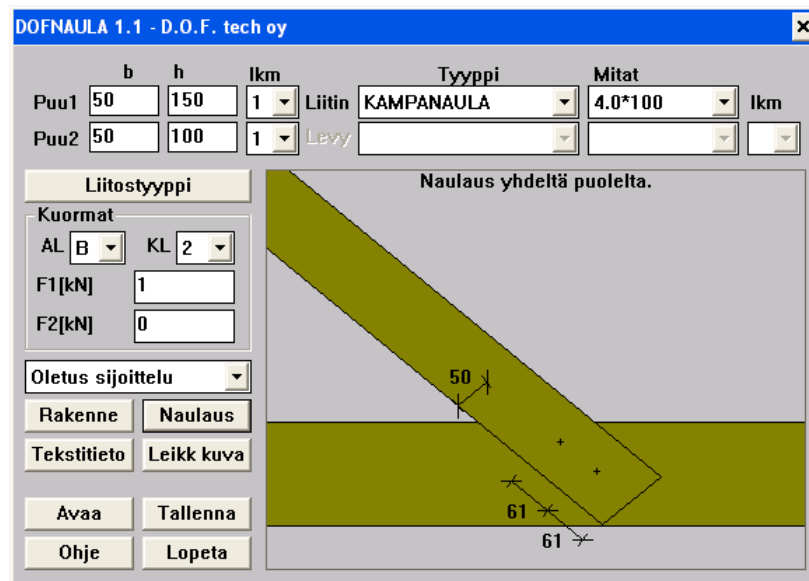 DOFNAULA 1.1 - D.O.F. tech oy
b h lkm Tyyppi Mitat
Puu1 50 150 1 Liitin KAMPANAULA 4.0*100 lkm
Puu2 50 100 1 Levy
Liitostyyppi
Naulaus yhdeltä puolelta.
Kuormat
AL B KL 2
F1[kN] 1
F2[kN] 0
Oletus sijoittelu
50
Rakenne Naulaus
Tekstitieto Leikk kuva
61
61
Avaa Tallenna
Ohje Lopeta